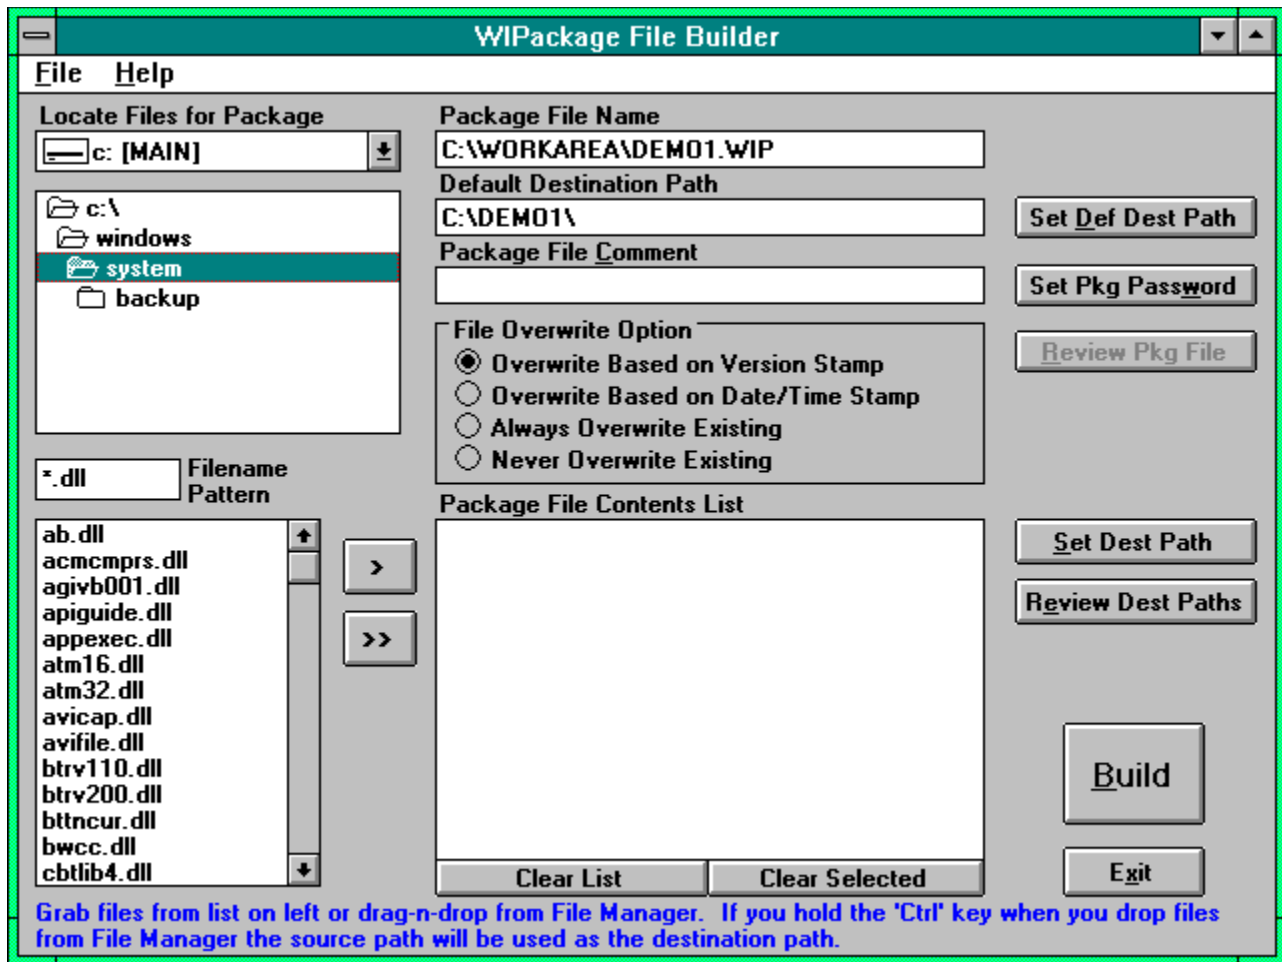 WIPackage File Builder
File Help
Locate Files for Package
c: [MAIN]
c:\
windows
system
backup
*.dll
Filename
Pattern
ab.dll
acmcmprs.dll
agivb001.dll
apiguide.dll
appexec.dll
atm16.dll
atm32.dll
avicap.dll
avifile.dll
btrv110.dll
btrv200.dll
bttncur.dll
bwcc.dll
cbtlib4.dll
>
>>
Package File Name
C:\WORKAREA\DEMO1.WIP
Default Destination Path
C:\DEMO1\
Package File Comment
File Overwrite Option
Overwrite Based on Version Stamp
Overwrite Based on Date/Time Stamp
Always Overwrite Existing
Never Overwrite Existing
Package File Contents List
Clear List
Clear Selected
Set Def Dest Path
Set Pkg Password
Review Pkg File
Set Dest Path
Review Dest Paths
Build
Exit
Grab files from list on left or drag-n-drop from File Manager. If you hold the 'Ctrl' key when you drop files
from File Manager the source path will be used as the destination path.